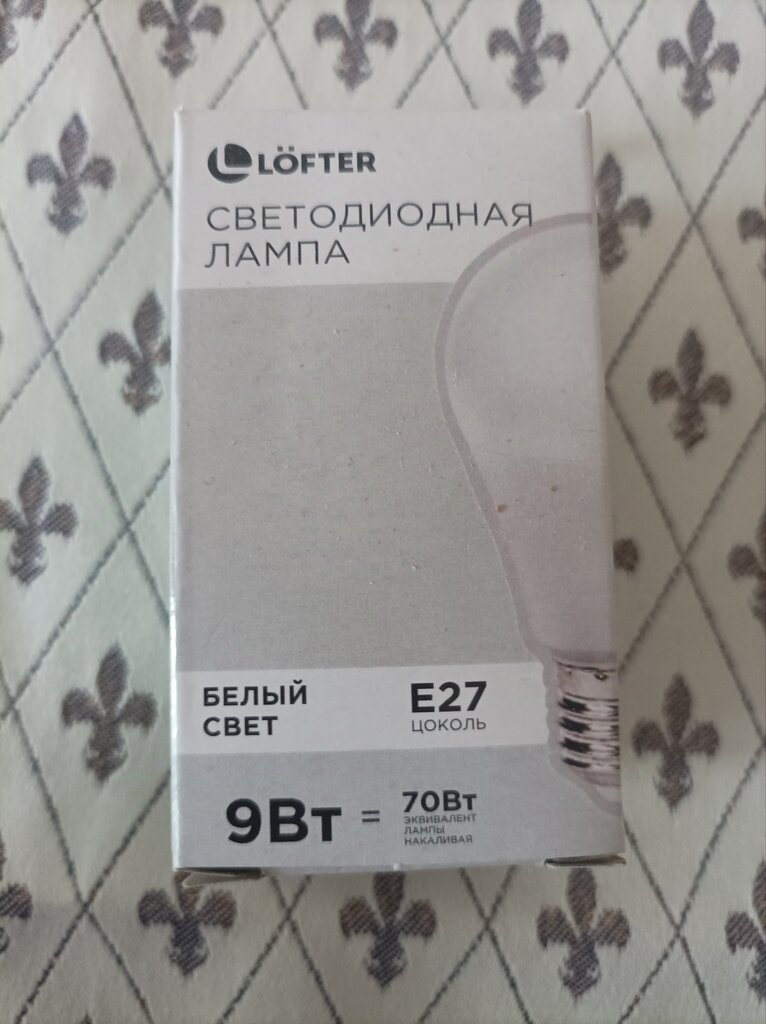 LÖFTER
СВЕТОДИОДНАЯ
ЛАМПА
БЕЛЫЙ
СВЕТ
E27
ЦОКОЛЬ
9Вт = 70Вт
ЭКВИВАЛЕНТ
ЛАМПЫ
НАКАЛИВАЯ